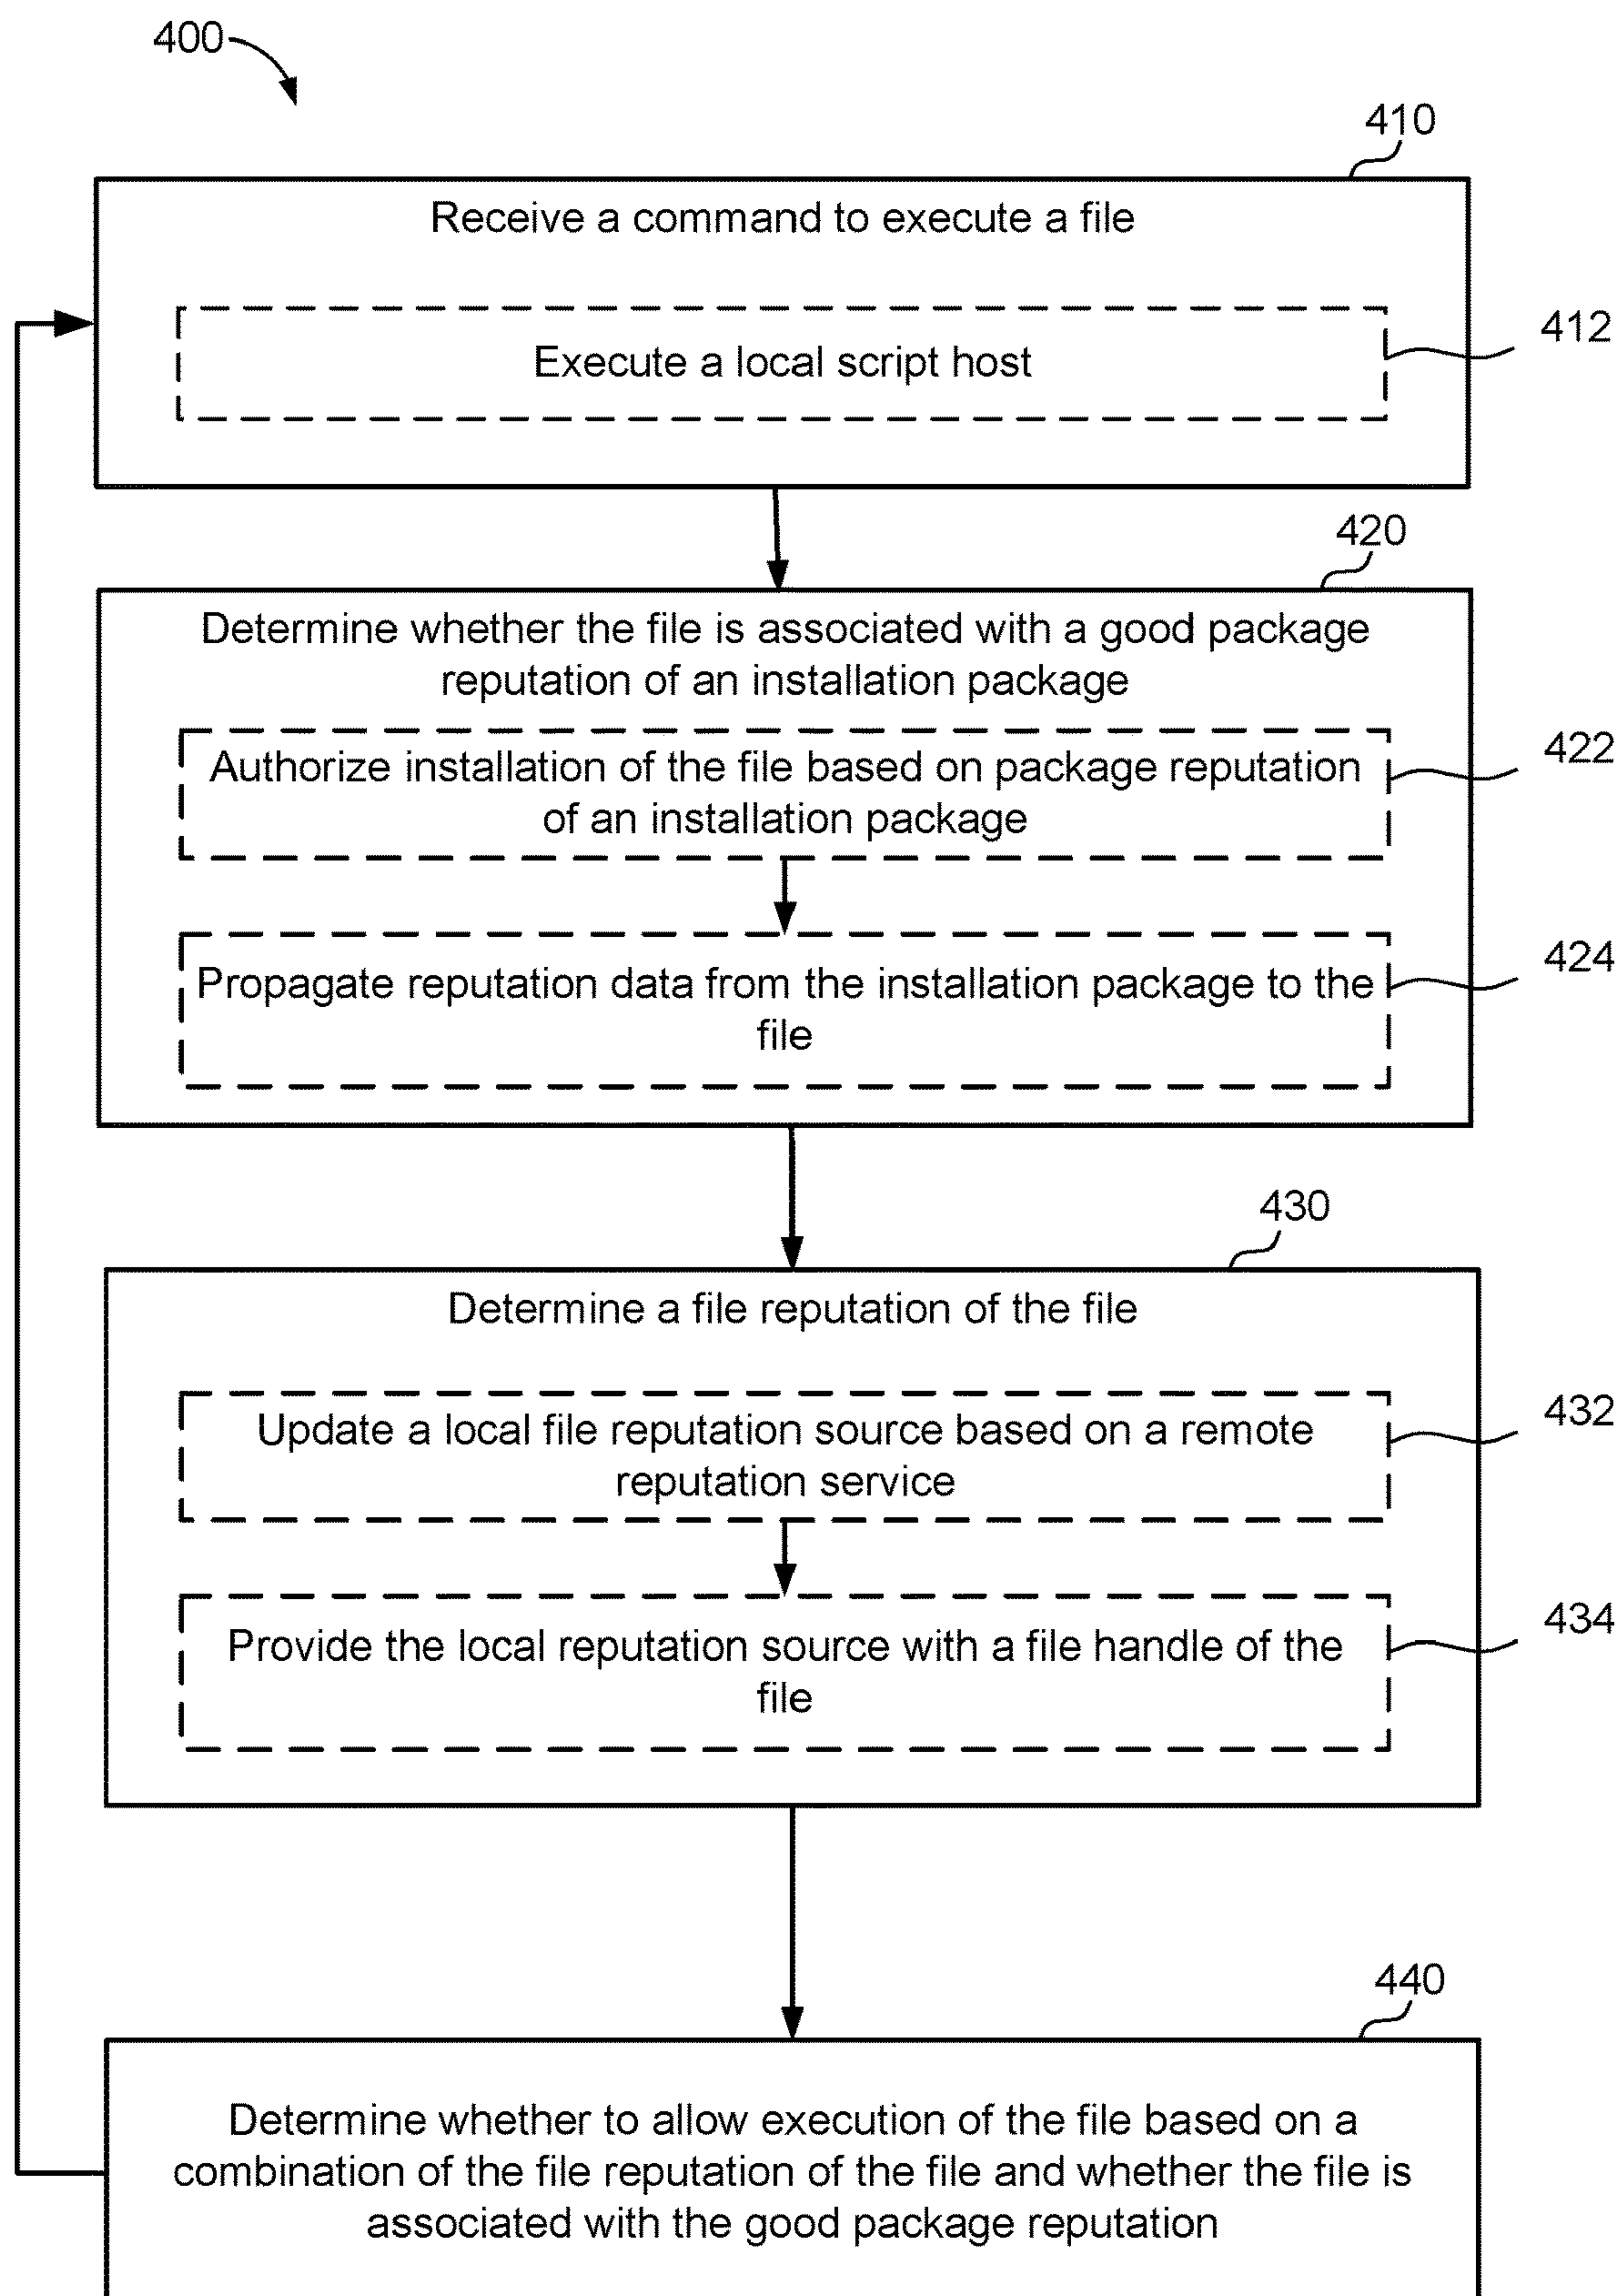 400
410
Receive a command to execute a file
412
Execute a local script host
420
Determine whether the file is associated with a good package
reputation of an installation package
422
Authorize installation of the file based on package reputation
of an installation package
424
Propagate reputation data from the installation package to the
file
430
Determine a file reputation of the file
432
Update a local file reputation source based on a remote
reputation service
434
Provide the local reputation source with a file handle of the
file
440
Determine whether to allow execution of the file based on a
combination of the file reputation of the file and whether the file is
associated with the good package reputation